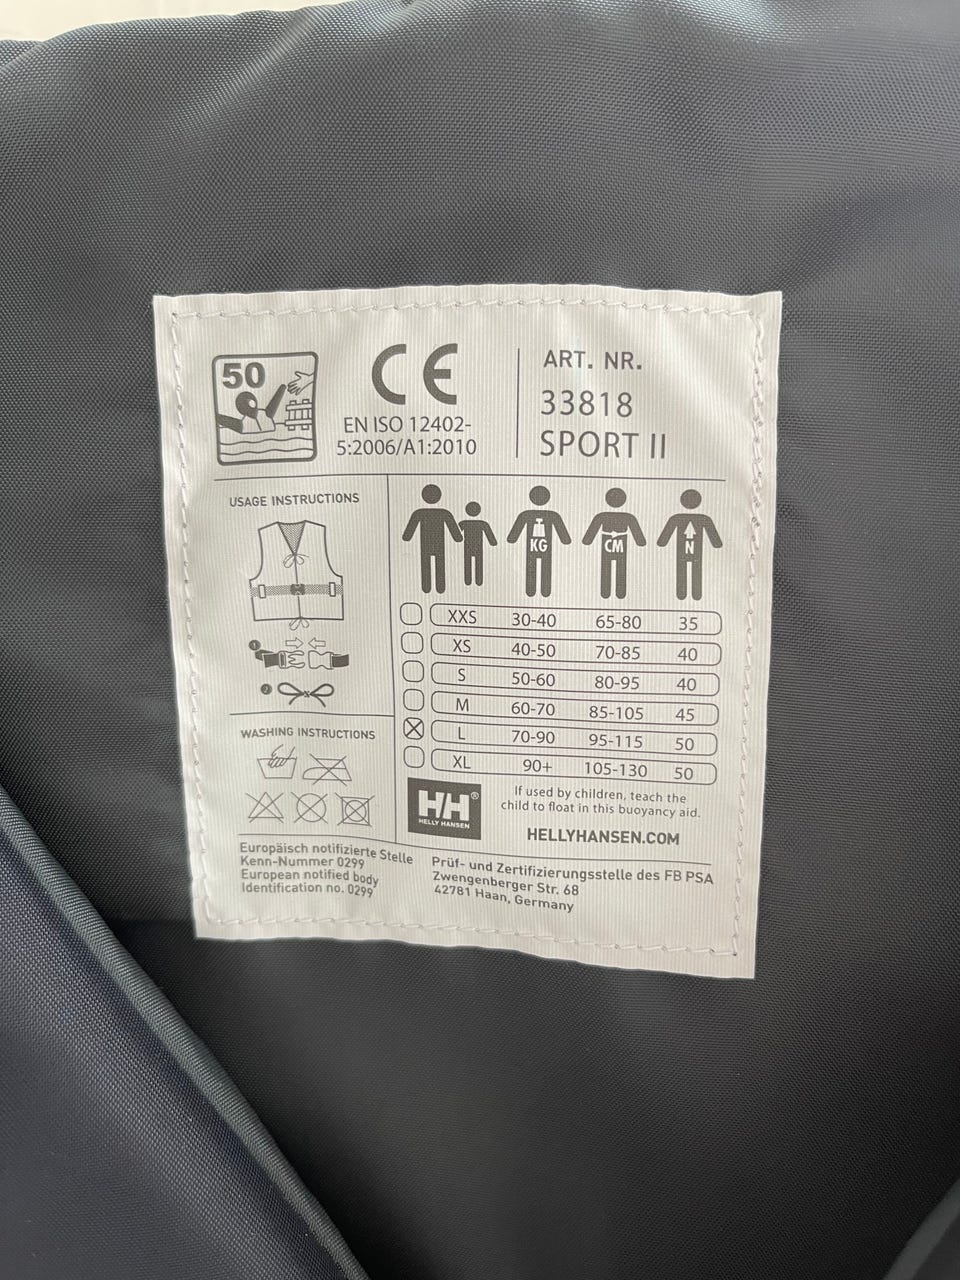 50
CE
EN ISO 12402-
5:2006/A1:2010
ART. NR.
33818
SPORT II
USAGE INSTRUCTIONS
1
2
WASHING INSTRUCTIONS
KG CM N
XXS 30-40 65-80 35
XS 40-50 70-85 40
S 50-60 80-95 40
M 60-70 85-105 45
L 70-90 95-115 50
XL 90+ 105-130 50
HH®
HELLY HANSEN
If used by children, teach the
child to float in this buoyancy aid.
HELLYHANSEN.COM
Europäisch notifizierte Stelle
Kenn-Nummer 0299
European notified body
Identification no. 0299
Prüf- und Zertifizierungsstelle des FB PSA
Zwengenberger Str. 68
42781 Haan, Germany